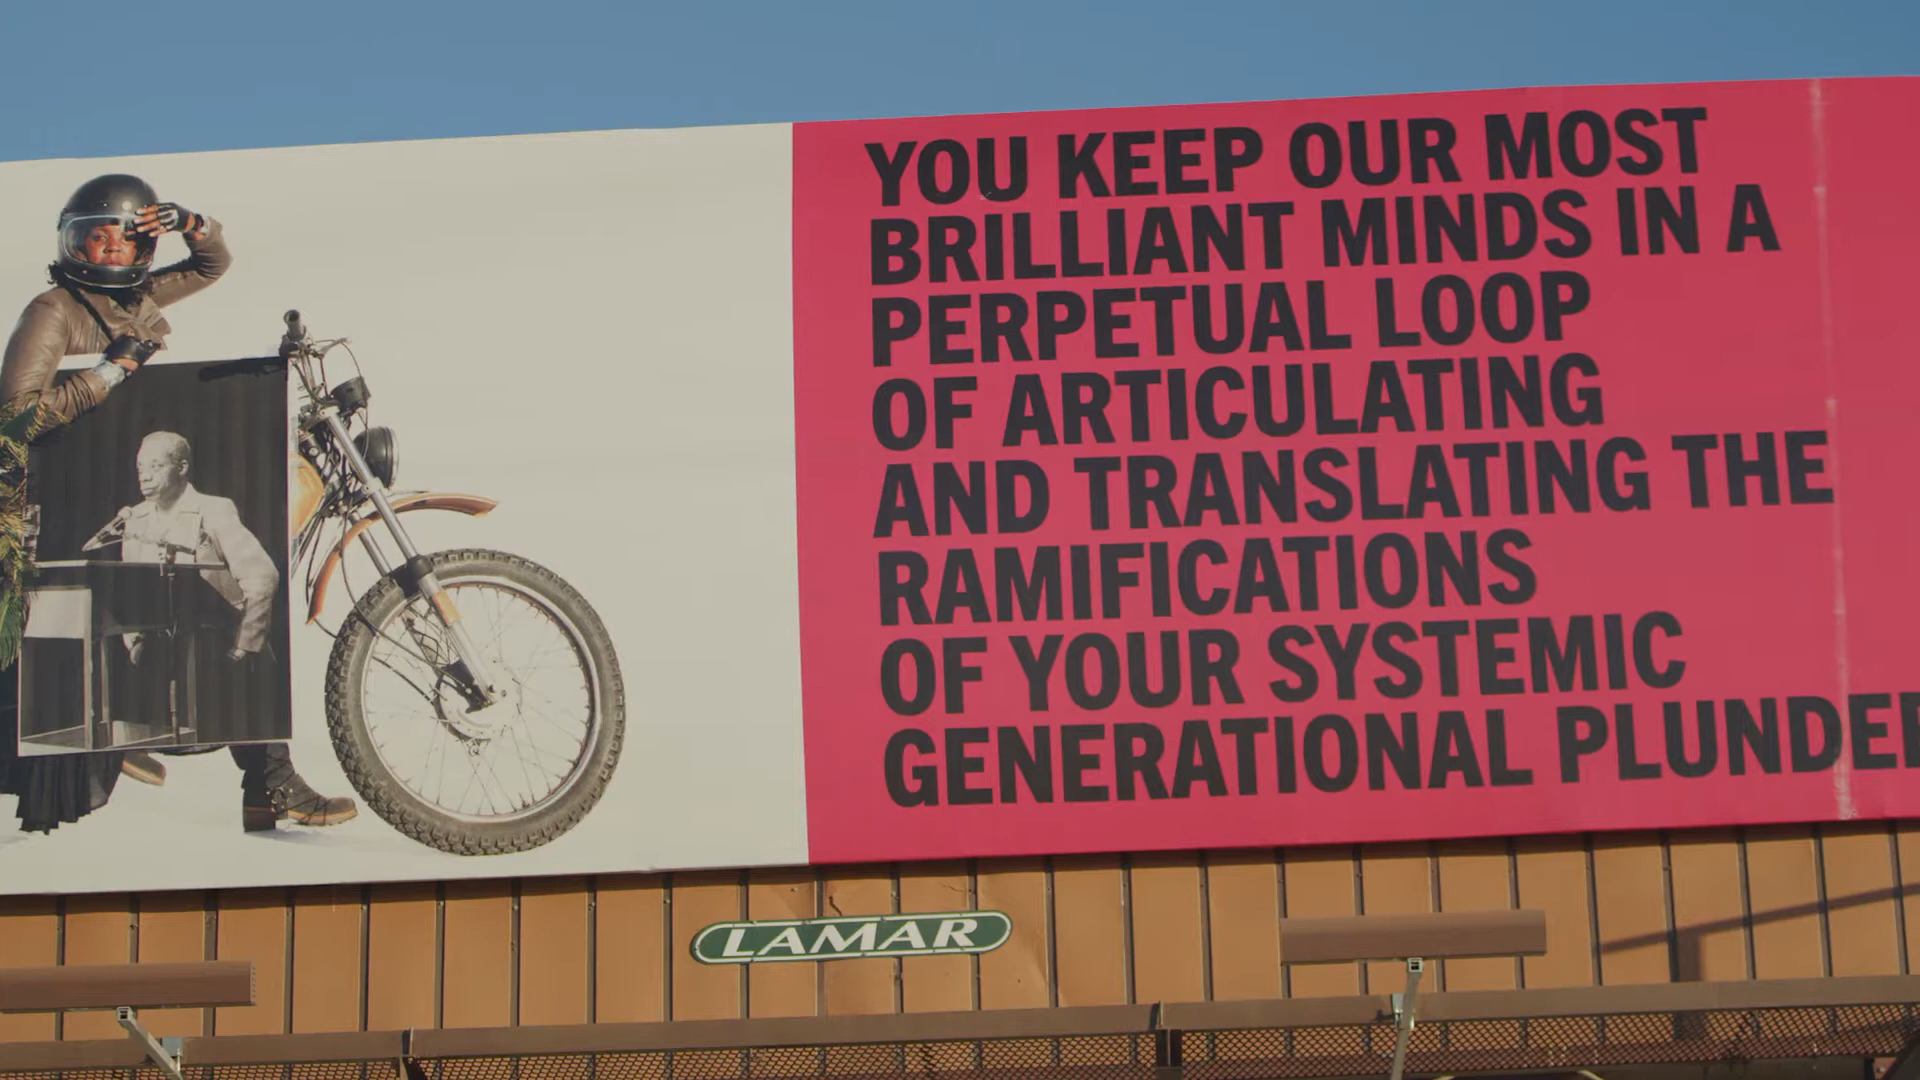 YOU KEEP OUR MOST
BRILLIANT MINDS IN A
PERPETUAL LOOP
OF ARTICULATING
AND TRANSLATING THE
RAMIFICATIONS
OF YOUR SYSTEMIC
GENERATIONAL PLUNDER
LAMAR